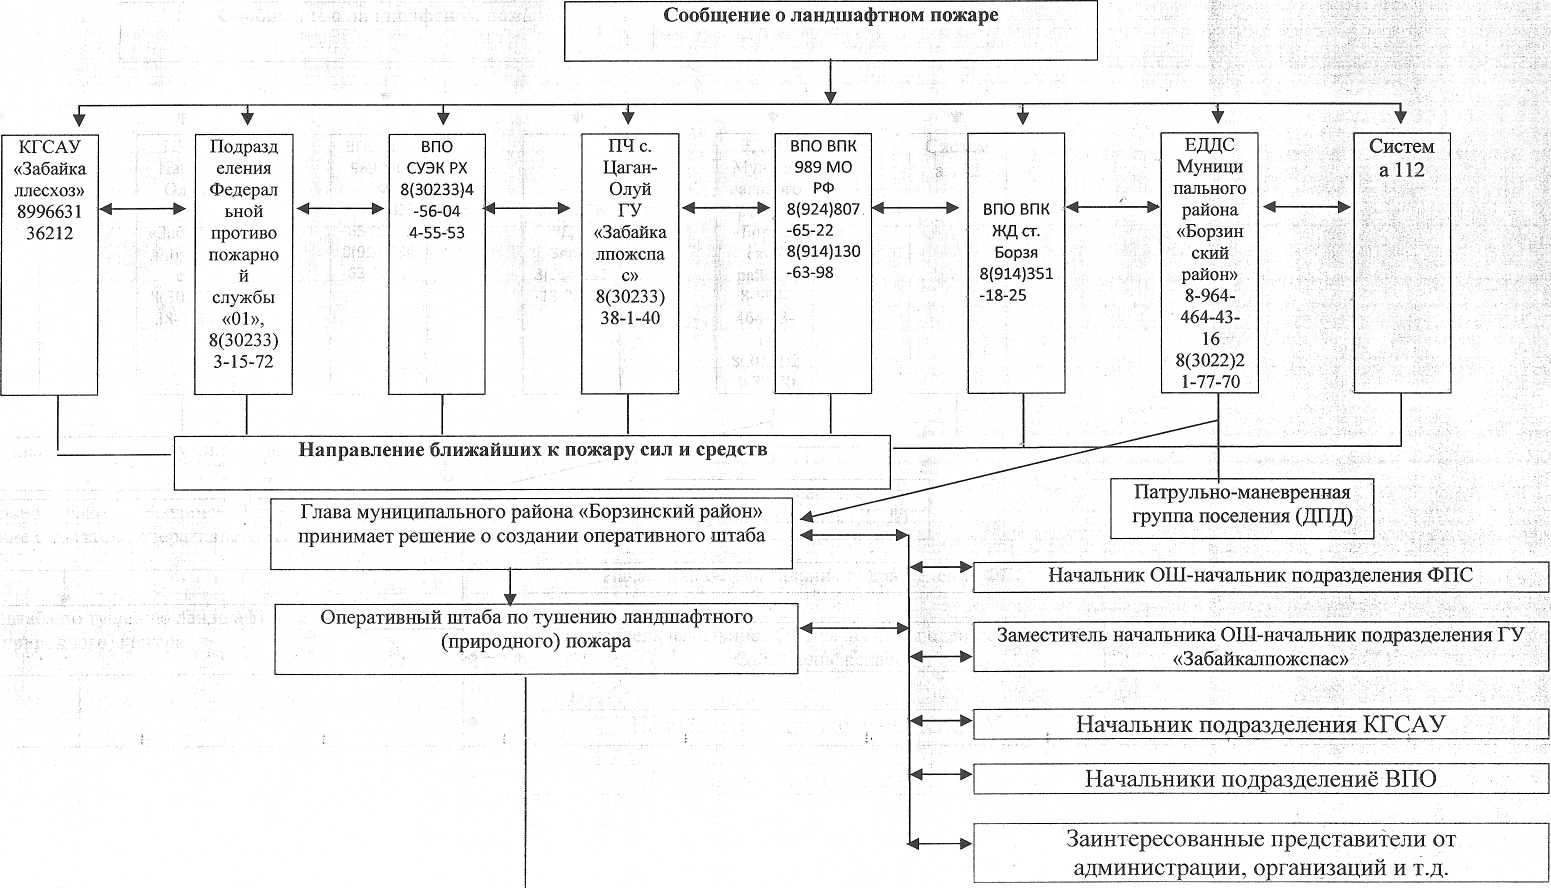 Сообщение о ландшафтном пожаре
КГСАУ
«Забайка
ллесхоз»
8996631
36212
Подразд
еления
Федерал
ьной
противо
пожарно
й
службы
«01»,
8(30233)
3-15-72
ВПО
СУЭК РХ
8(30233)4
-56-04
4-55-53
ПЧ с.
Цаган-
Олуй
ГУ
«Забайка
лпожспа
с»
8(30233)
38-1-40
ВПО ВПК
989 МО
РФ
8(924)807
-65-22
8(914)130
-63-98
ВПО ВПК
ЖД ст.
Борзя
8(914)351
-18-25
ЕДДС
Муници
пального
района
«Борзин
ский
район»
8-964-
464-43-
16
8(3022)2
1-77-70
Систем
а 112
Направление ближайших к пожару сил и средств
Глава муниципального района «Борзинский район»
принимает решение о создании оперативного штаба
Патрульно-маневренная
группа поселения (ДПД)
Оперативный штаба по тушению ландшафтного
(природного) пожара
Начальник ОШ-начальник подразделения ФПС
Заместитель начальника ОШ-начальник подразделения ГУ
«Забайкалпожспас»
Начальник подразделения КГСАУ
Начальники подразделениё ВПО
Заинтересованные представители от
администрации, организаций и т.д.